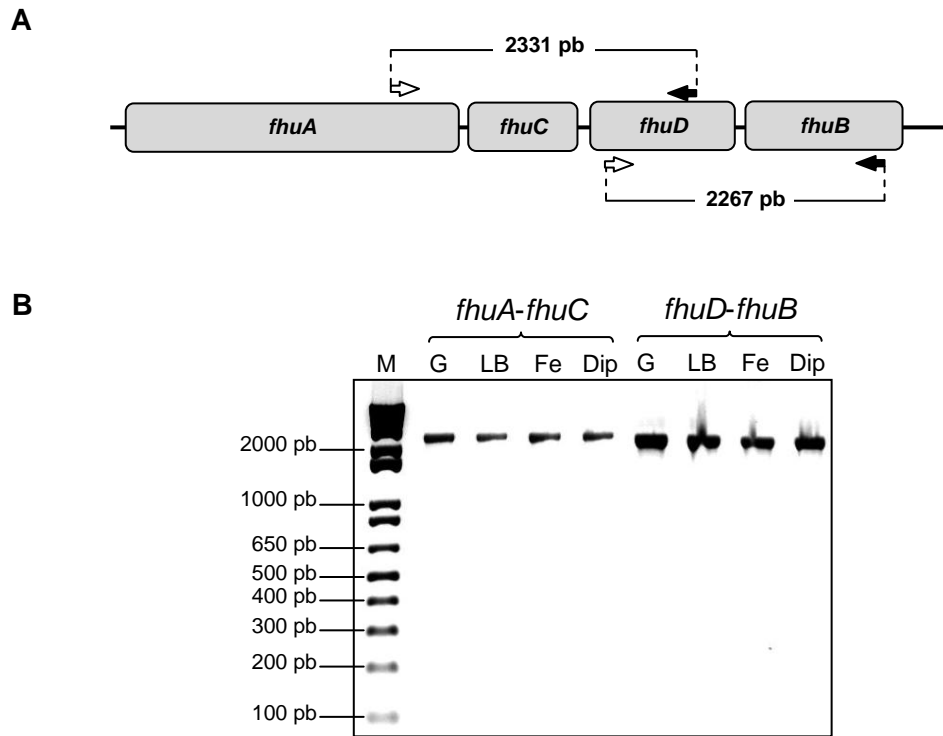 A
2331 pb
fhuA fhuC fhuD fhuB
2267 pb
B
fhuA-fhuC fhuD-fhuB
M G LB Fe Dip G LB Fe Dip
2000 pb
1000 pb
650 pb
500 pb
400 pb
300 pb
200 pb
100 pb